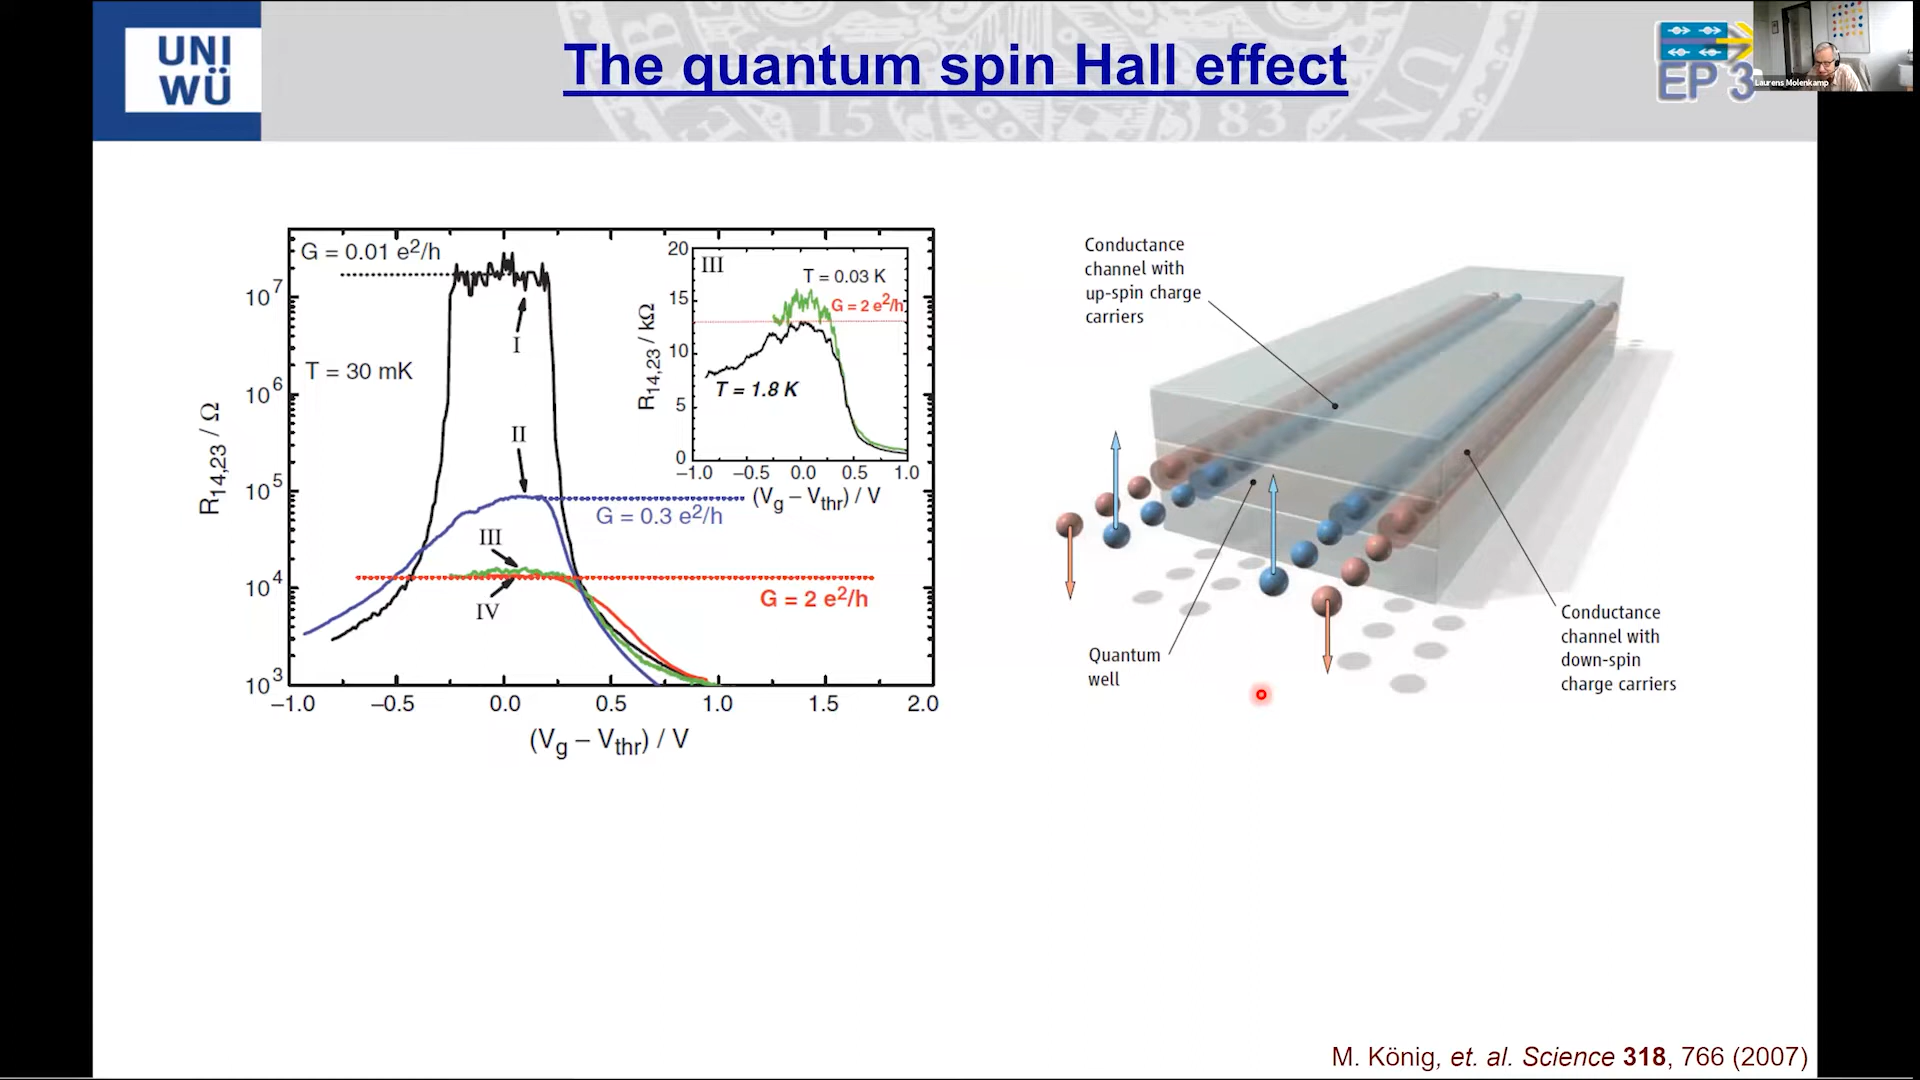 UNI
WÜ
The quantum spin Hall effect
EP 3
Laurens Molenkamp
15 83
G = 0.01 e²/h
T = 30 mK
I
II
III
IV
G = 0.3 e²/h
G = 2 e²/h
R14,23 / Ω
10⁷
10⁶
10⁵
10⁴
10³
−1.0 −0.5 0.0 0.5 1.0 1.5 2.0
(Vg – Vthr) / V
III
T = 0.03 K
G = 2 e²/h
T = 1.8 K
R14,23 / kΩ
20
15
10
5
0
−1.0 −0.5 0.0 0.5 1.0
(Vg – Vthr) / V
Conductance
channel with
up-spin charge
carriers
Quantum
well
Conductance
channel with
down-spin
charge carriers
M. König, et. al. Science 318, 766 (2007)